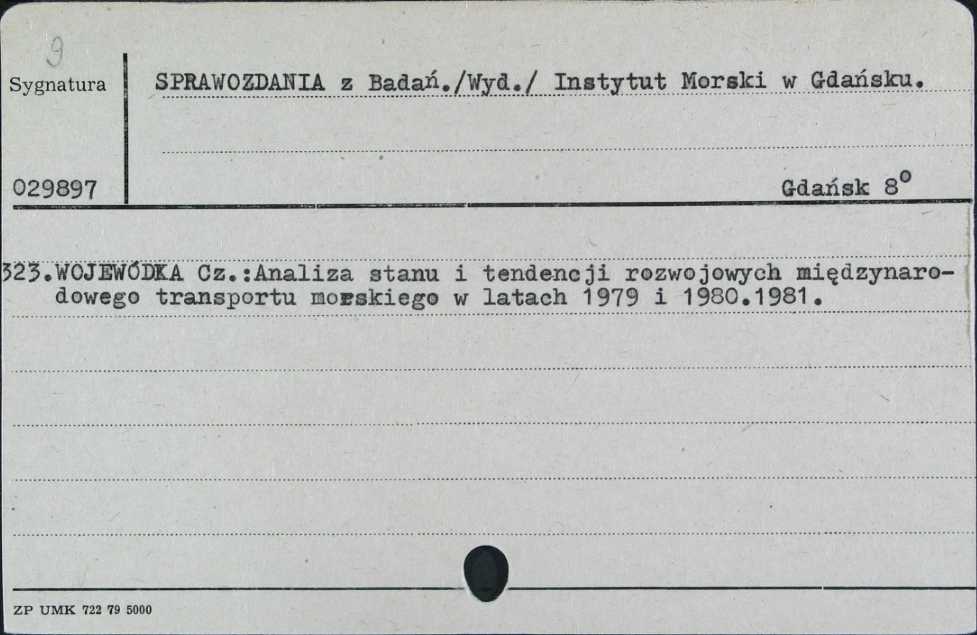 9
Sygnatura
SPRAWOZDANIA z Badań./Wyd./ Instytut Morski w Gdańsku.
029897
Gdańsk 8°
323.WOJEWÓDKA Cz.:Analiza stanu i tendencji rozwojowych międzynaro-
dowego transportu morskiego w latach 1979 i 1980.1981.
ZP UMK 722 79 5000